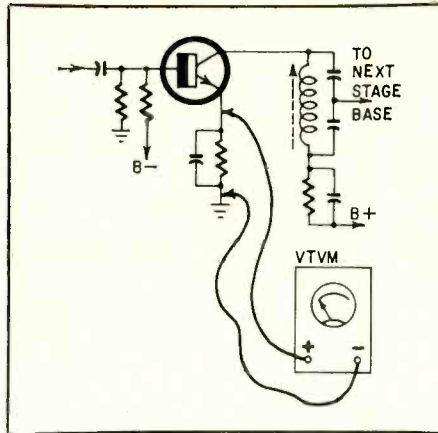 TO
NEXT
STAGE
BASE
B-
B+
VTVM
+ -